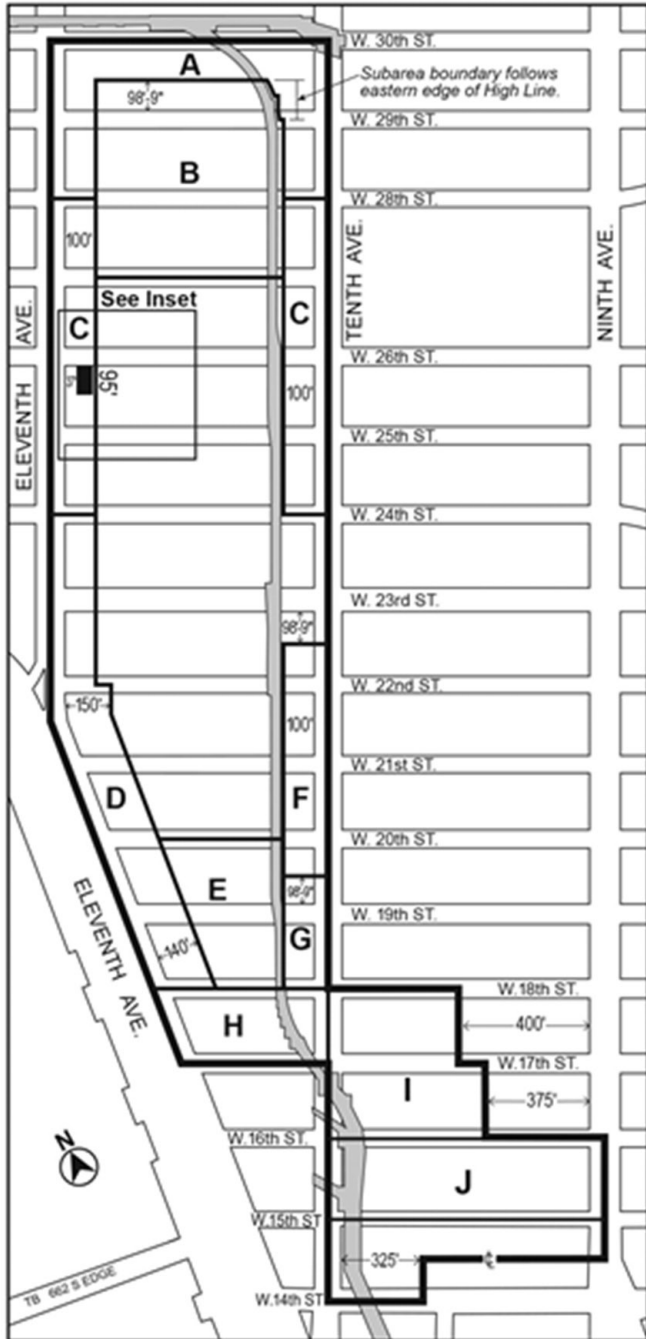 W. 30th ST.
A
Subarea boundary follows
eastern edge of High Line.
98'-9"
W. 29th ST.
B
W. 28th ST.
100'
TENTH AVE.
NINTH AVE.
See Inset
C
C
ELEVENTH AVE.
W. 26th ST.
95'
100'
W. 25th ST.
W. 24th ST.
W. 23rd ST.
98'-9"
W. 22nd ST.
150'
100'
W. 21st ST.
D
F
W. 20th ST.
E
98'-9"
W. 19th ST.
G
ELEVENTH AVE.
140'
W.18th ST.
H
400'
W.17th ST.
I
375'
N
W.16th ST.
J
W.15th ST
325'
TB 662 S EDGE
W.14th ST